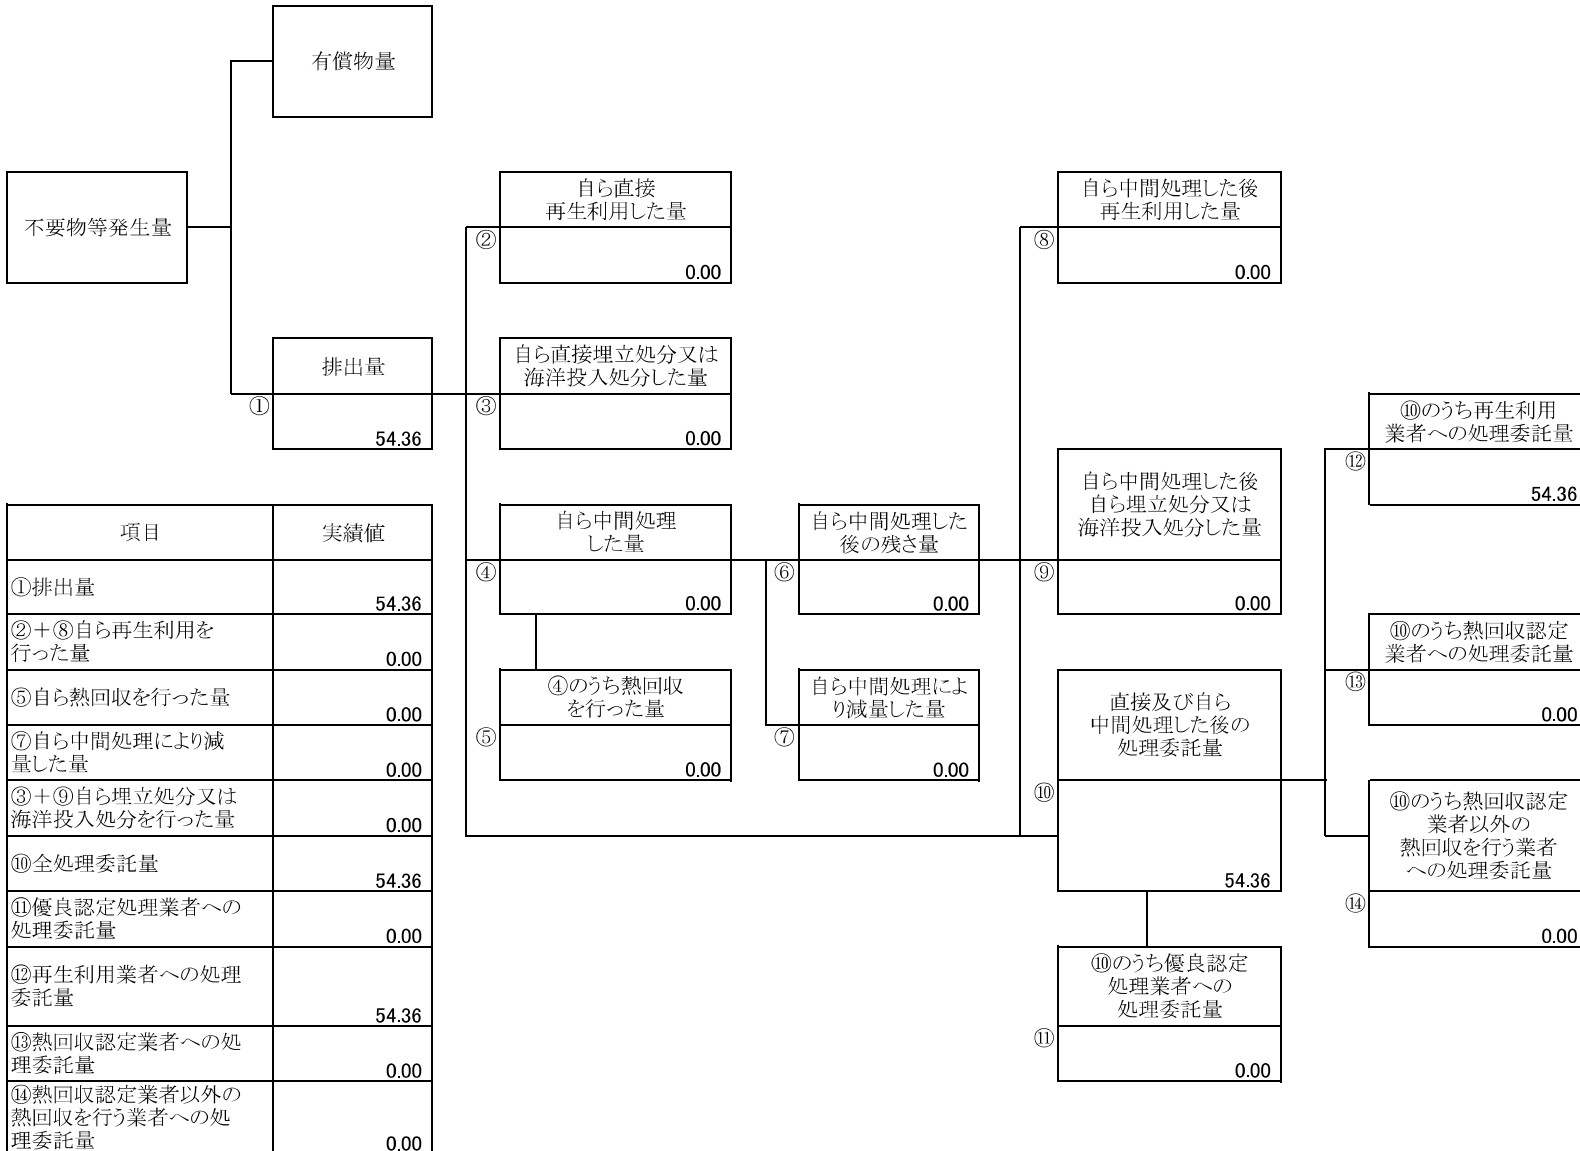 有償物量
不要物等発生量
自ら直接
再生利用した量
②
0.00
自ら中間処理した後
再生利用した量
⑧
0.00
排出量
①
54.36
自ら直接埋立処分又は
海洋投入処分した量
③
0.00
自ら中間処理
した量
④
0.00
自ら中間処理した
後の残さ量
⑥
0.00
自ら中間処理した後
自ら埋立処分又は
海洋投入処分した量
⑨
0.00
⑩のうち再生利用
業者への処理委託量
⑫
54.36
④のうち熱回収
を行った量
⑤
0.00
自ら中間処理によ
り減量した量
⑦
0.00
直接及び自ら
中間処理した後の
処理委託量
⑩
54.36
⑩のうち熱回収認定
業者への処理委託量
⑬
0.00
⑩のうち熱回収認定
業者以外の
熱回収を行う業者
への処理委託量
⑭
0.00
⑩のうち優良認定
処理業者への
処理委託量
⑪
0.00
項目 実績値
①排出量 54.36
②＋⑧自ら再生利用を
行った量 0.00
⑤自ら熱回収を行った量 0.00
⑦自ら中間処理により減
量した量 0.00
③＋⑨自ら埋立処分又は
海洋投入処分を行った量 0.00
⑩全処理委託量 54.36
⑪優良認定処理業者への
処理委託量 0.00
⑫再生利用業者への処理
委託量 54.36
⑬熱回収認定業者への処
理委託量 0.00
⑭熱回収認定業者以外の
熱回収を行う業者への処
理委託量 0.00